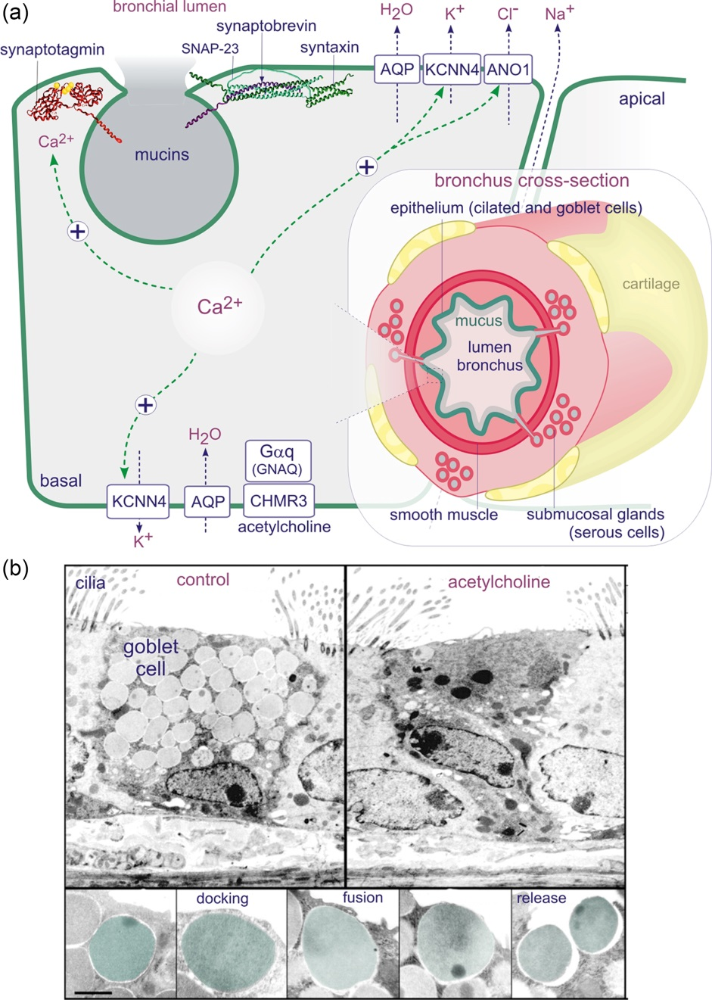 (a)
bronchial lumen
H2O
K+
Cl−
Na+
synaptobrevin
SNAP-23
syntaxin
synaptotagmin
AQP
KCNN4
ANO1
apical
Ca2+
mucins
+
bronchus cross-section
epithelium (cilated and goblet cells)
+
cartilage
Ca2+
mucus
lumen
bronchus
+
H2O
Gαq
(GNAQ)
basal
KCNN4
AQP
CHMR3
acetylcholine
K+
smooth muscle
submucosal glands
(serous cells)
(b)
cilia
control
acetylcholine
goblet
cell
docking
fusion
release